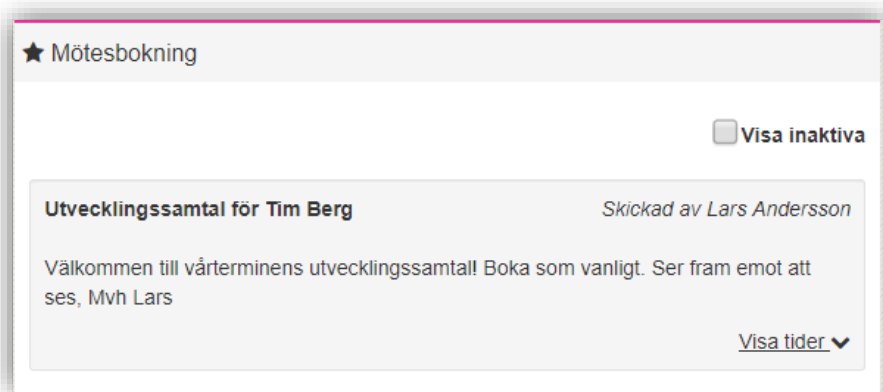 Mötesbokning
Visa inaktiva
Utvecklingssamtal för Tim Berg Skickad av Lars Andersson
Välkommen till vårterminens utvecklingssamtal! Boka som vanligt. Ser fram emot att
ses, Mvh Lars
Visa tider